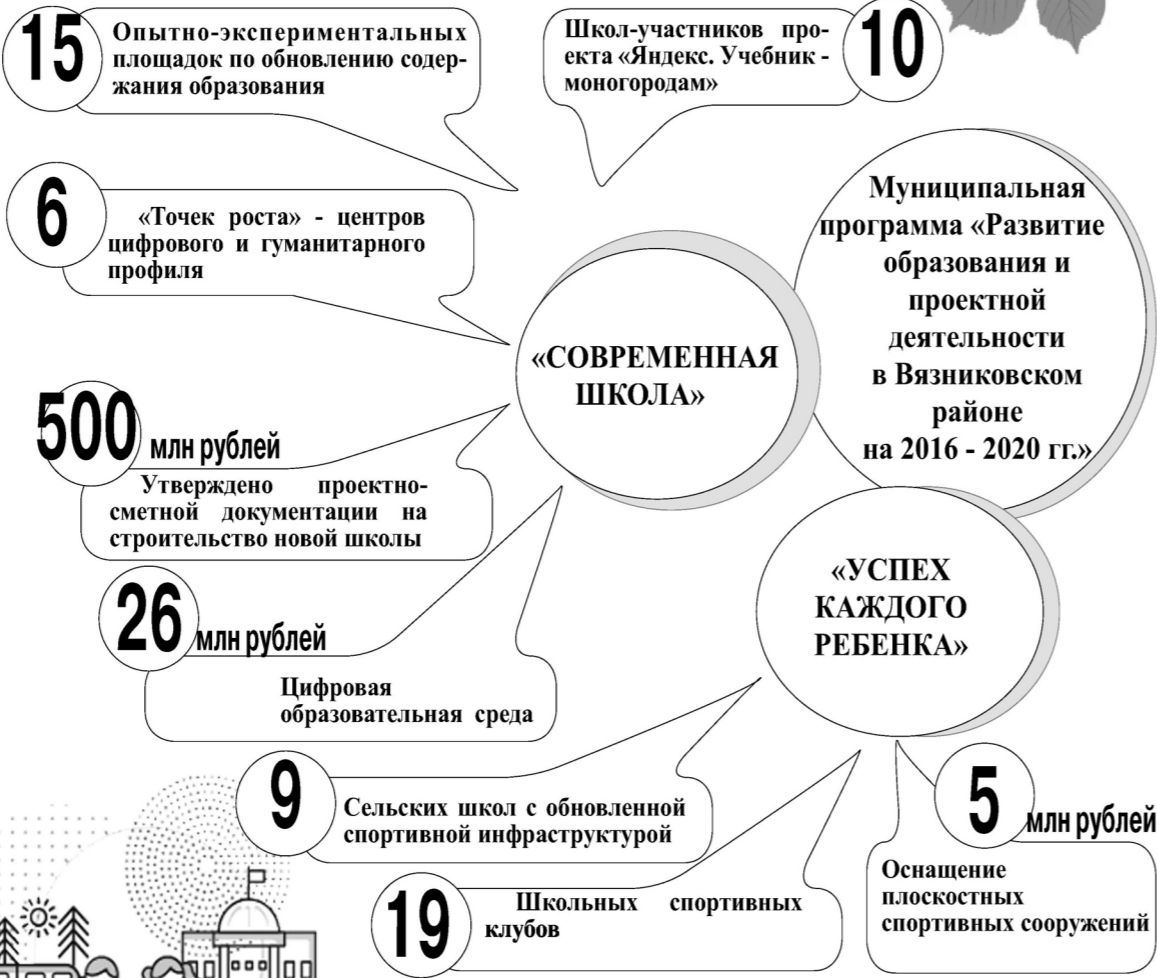 15
Опытно-экспериментальных
площадок по обновлению содер-
жания образования
Школ-участников про-
екта «Яндекс. Учебник -
моногородам»
10
6
«Точек роста» - центров
цифрового и гуманитарного
профиля
Муниципальная
программа «Развитие
образования и
проектной
деятельности
в Вязниковском
районе
на 2016 - 2020 гг.»
«СОВРЕМЕННАЯ
ШКОЛА»
500 млн рублей
Утверждено проектно-
сметной документации на
строительство новой школы
26 млн рублей
Цифровая
образовательная среда
«УСПЕХ
КАЖДОГО
РЕБЕНКА»
9
Сельских школ с обновленной
спортивной инфраструктурой
19
Школьных спортивных
клубов
5 млн рублей
Оснащение
плоскостных
спортивных сооружений